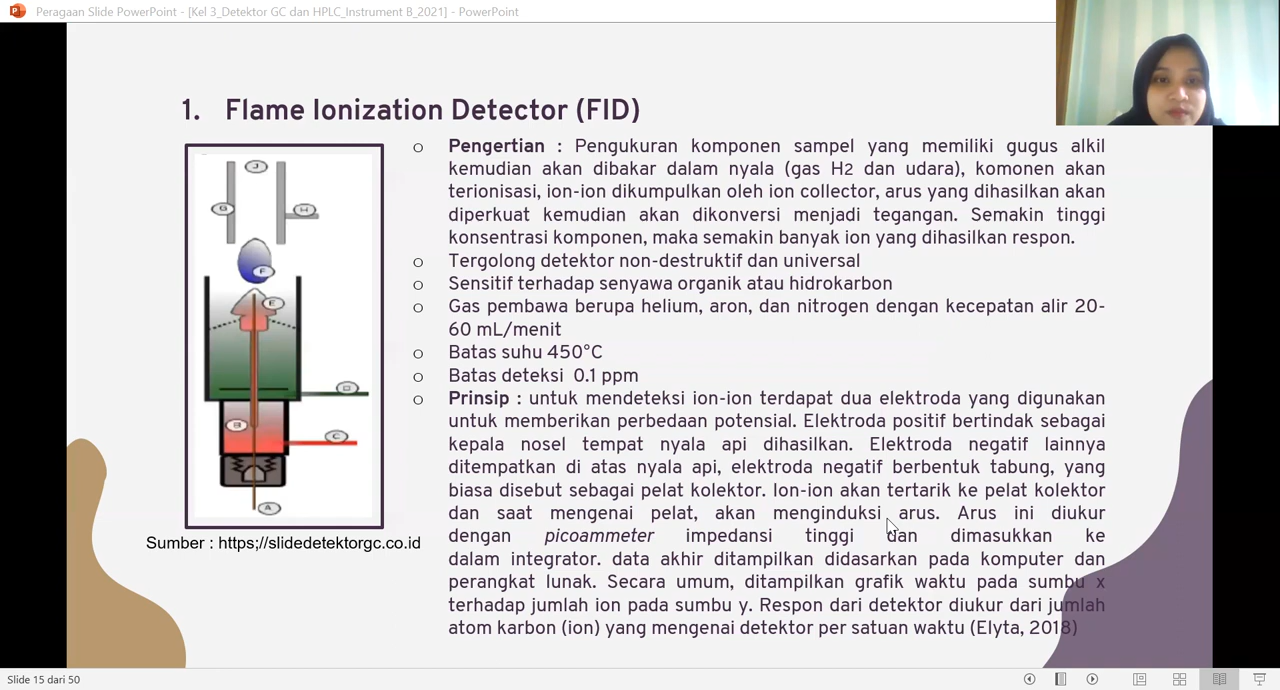 Peragaan Slide PowerPoint - [Kel 3_Detektor GC dan HPLC_Instrument B_2021] - PowerPoint
1. Flame Ionization Detector (FID)
J
G
H
F
E
D
B
C
A
Sumber : https://slidedetektorgc.co.id
o Pengertian : Pengukuran komponen sampel yang memiliki gugus alkil
kemudian akan dibakar dalam nyala (gas H2 dan udara), komonen akan
terionisasi, ion-ion dikumpulkan oleh ion collector, arus yang dihasilkan akan
diperkuat kemudian akan dikonversi menjadi tegangan. Semakin tinggi
konsentrasi komponen, maka semakin banyak ion yang dihasilkan respon.
o Tergolong detektor non-destruktif dan universal
o Sensitif terhadap senyawa organik atau hidrokarbon
o Gas pembawa berupa helium, aron, dan nitrogen dengan kecepatan alir 20-
60 mL/menit
o Batas suhu 450°C
o Batas deteksi 0.1 ppm
o Prinsip : untuk mendeteksi ion-ion terdapat dua elektroda yang digunakan
untuk memberikan perbedaan potensial. Elektroda positif bertindak sebagai
kepala nosel tempat nyala api dihasilkan. Elektroda negatif lainnya
ditempatkan di atas nyala api, elektroda negatif berbentuk tabung, yang
biasa disebut sebagai pelat kolektor. Ion-ion akan tertarik ke pelat kolektor
dan saat mengenai pelat, akan menginduksi arus. Arus ini diukur
dengan picoammeter impedansi tinggi dan dimasukkan ke
dalam integrator. data akhir ditampilkan didasarkan pada komputer dan
perangkat lunak. Secara umum, ditampilkan grafik waktu pada sumbu x
terhadap jumlah ion pada sumbu y. Respon dari detektor diukur dari jumlah
atom karbon (ion) yang mengenai detektor per satuan waktu (Elyta, 2018)
Slide 15 dari 50